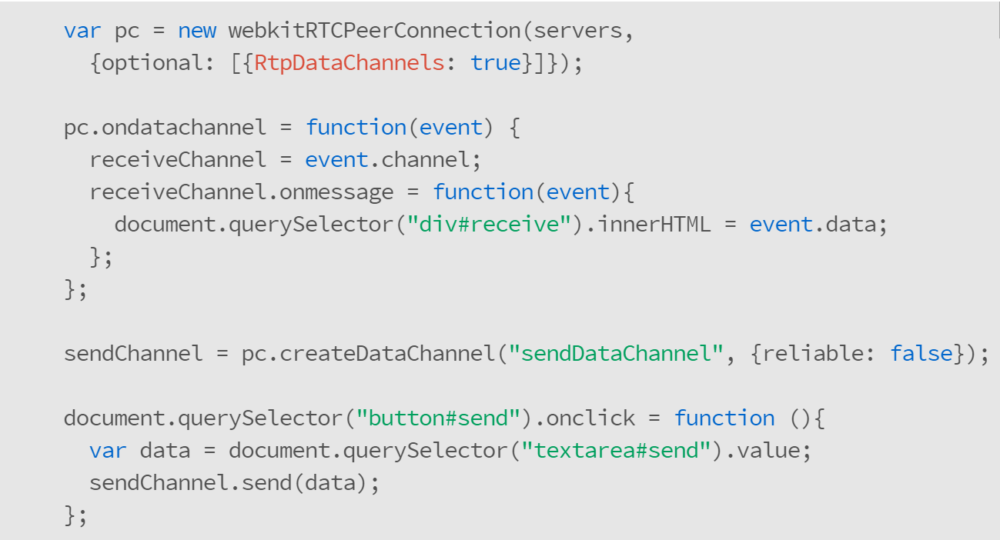 var pc = new webkitRTCPeerConnection(servers,
  {optional: [{RtpDataChannels: true}]});

pc.ondatachannel = function(event) {
  receiveChannel = event.channel;
  receiveChannel.onmessage = function(event){
    document.querySelector("div#receive").innerHTML = event.data;
  };
};

sendChannel = pc.createDataChannel("sendDataChannel", {reliable: false});

document.querySelector("button#send").onclick = function (){
  var data = document.querySelector("textarea#send").value;
  sendChannel.send(data);
};